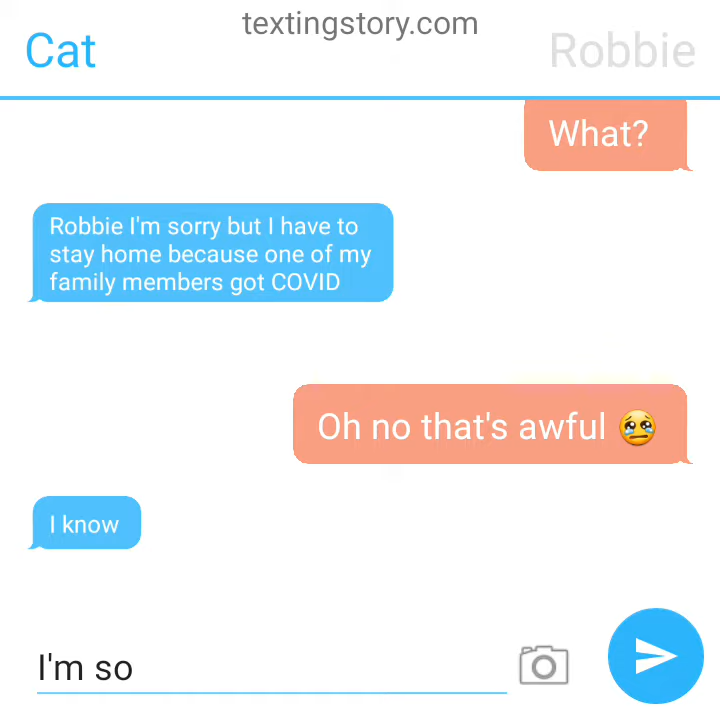 textingstory.com
Cat
Robbie
What?
Robbie I'm sorry but I have to
stay home because one of my
family members got COVID
Oh no that's awful 😢
I know
I'm so